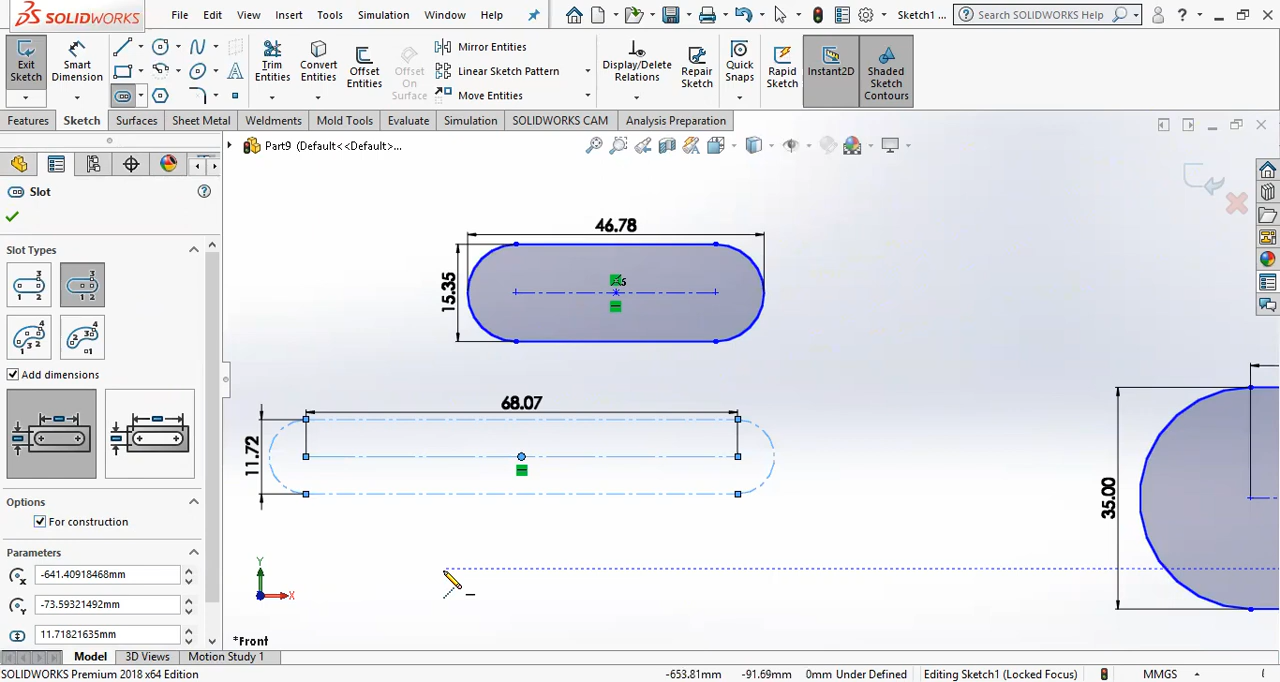 SOLIDWORKS File Edit View Insert Tools Simulation Window Help Sketch1 ... Search SOLIDWORKS Help ?
Exit Sketch
Smart Dimension
Trim Entities
Convert Entities
Offset Entities
Offset On Surface
Mirror Entities
Linear Sketch Pattern
Move Entities
Display/Delete Relations
Repair Sketch
Quick Snaps
Rapid Sketch
Instant2D
Shaded Sketch Contours
Features Sketch Surfaces Sheet Metal Weldments Mold Tools Evaluate Simulation SOLIDWORKS CAM Analysis Preparation
Part9 (Default<<Default>...
Slot
Slot Types
Add dimensions
Options
For construction
Parameters
-641.40918468mm
-73.59321492mm
11.71821635mm
46.78
15.35
68.07
11.72
35.00
Y
X
*Front
Model 3D Views Motion Study 1
SOLIDWORKS Premium 2018 x64 Edition -653.81mm -91.69mm 0mm Under Defined Editing Sketch1 (Locked Focus) MMGS